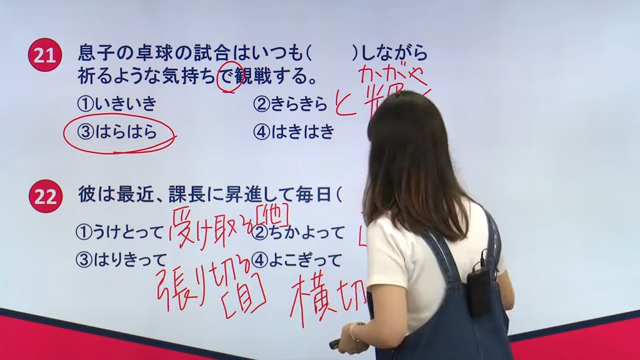 21 息子の卓球の試合はいつも( )しながら
祈るような気持ちで観戦する。
かがや
①いきいき ②きらきら と
③はらはら ④はきはき
22 彼は最近、課長に昇進して毎日(
①うけとって 受け取る[他] ②ちかよって
③はりきって ④よこぎって
張り切る 横切
[自]